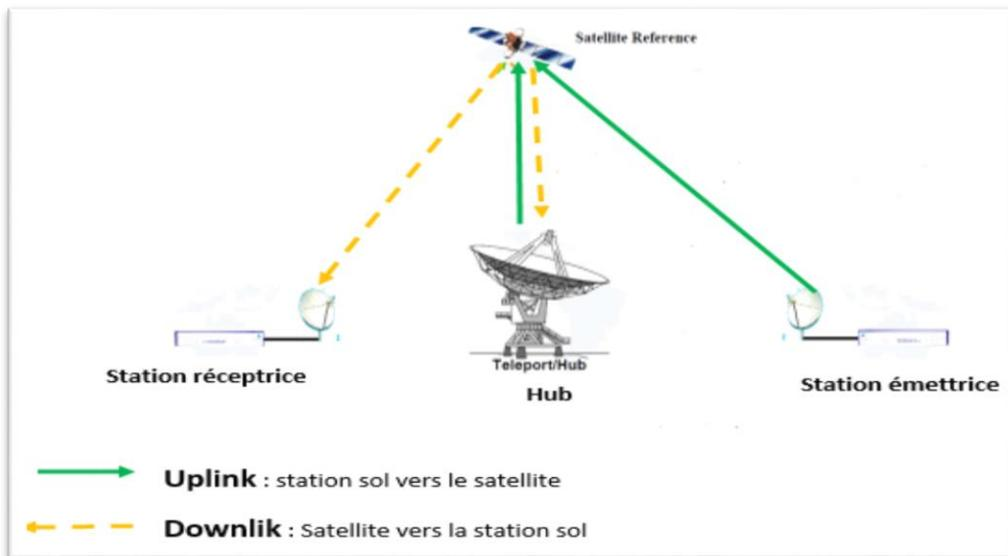 Satellite Reference
Teleport/Hub
Station réceptrice
Hub
Station émettrice
Uplink : station sol vers le satellite
Downlik : Satellite vers la station sol